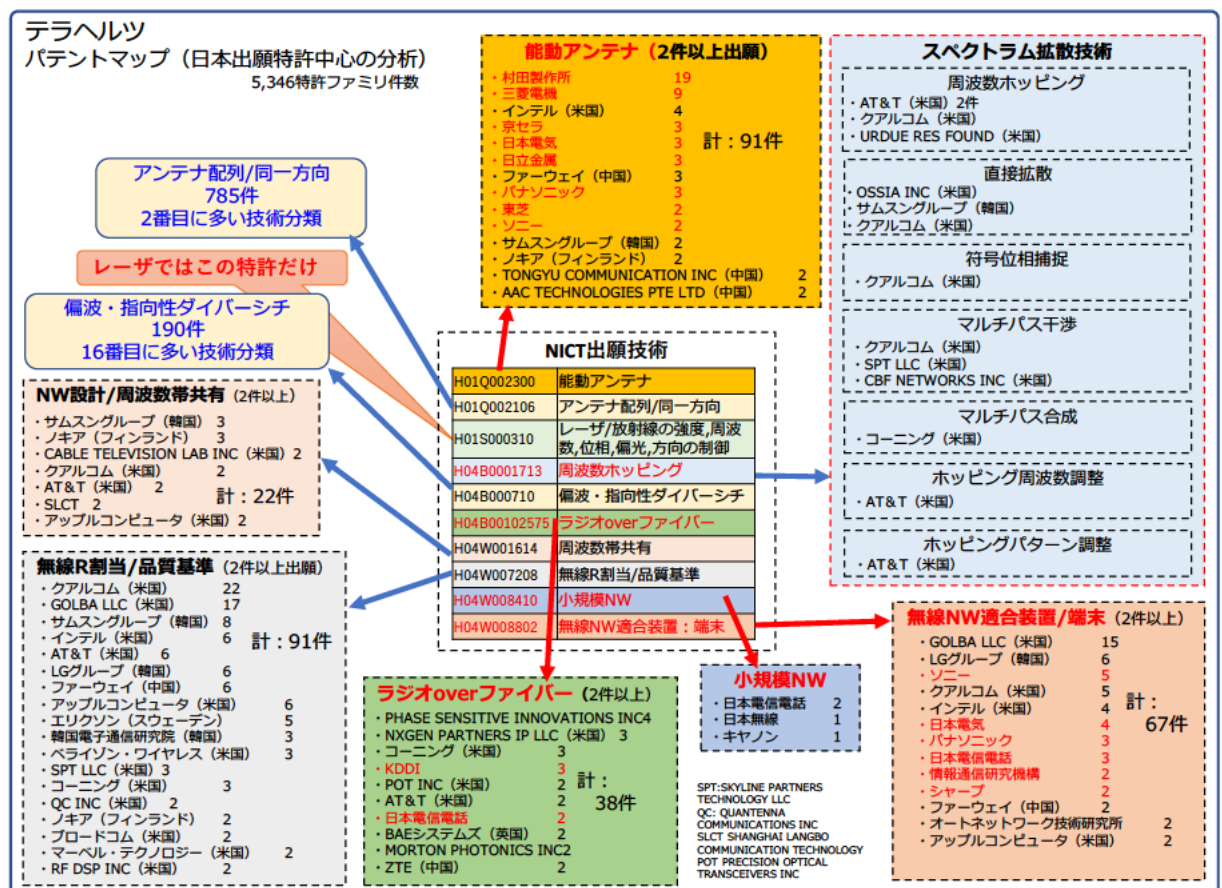 テラヘルツ
パテントマップ（日本出願特許中心の分析）
5,346特許ファミリ件数
アンテナ配列/同一方向
785件
2番目に多い技術分類
レーザではこの特許だけ
偏波・指向性ダイバーシチ
190件
16番目に多い技術分類
NW設計/周波数帯共有（2件以上）
・サムスングループ（韓国） 3
・ノキア（フィンランド） 3
・CABLE TELEVISION LAB INC（米国）2
・クアルコム（米国） 2
・AT&T（米国） 2
・SLCT 2
・アップルコンピュータ（米国）2
計：22件
無線R割当/品質基準（2件以上出願）
・クアルコム（米国） 22
・GOLBA LLC（米国） 17
・サムスングループ（韓国） 8
・インテル（米国） 6
・AT&T（米国） 6
・LGグループ（韓国） 6
・ファーウェイ（中国） 6
・アップルコンピュータ（米国） 6
・エリクソン（スウェーデン） 5
・韓国電子通信研究院（韓国） 3
・ベライゾン・ワイヤレス（米国） 3
・SPT LLC（米国）3
・コーニング（米国） 3
・QC INC（米国） 2
・ノキア（フィンランド） 2
・ブロードコム（米国） 2
・マーベル・テクノロジー（米国） 2
・RF DSP INC（米国） 2
計：91件
能動アンテナ（2件以上出願）
・村田製作所 19
・三菱電機 9
・インテル（米国） 4
・京セラ 3
・日本電気 3
・日立金属 3
・ファーウェイ（中国） 3
・パナソニック 3
・東芝 2
・ソニー 2
・サムスングループ（韓国） 2
・ノキア（フィンランド） 2
・TONGYU COMMUNICATION INC（中国） 2
・AAC TECHNOLOGIES PTE LTD（中国） 2
計：91件
NICT出願技術
H01Q002300 能動アンテナ
H01Q002106 アンテナ配列/同一方向
H01S000310 レーザ/放射線の強度,周波
数,位相,偏光,方向の制御
H04B0001713 周波数ホッピング
H04B000710 偏波・指向性ダイバーシチ
H04B00102575 ラジオoverファイバー
H04W001614 周波数帯共有
H04W007208 無線R割当/品質基準
H04W008410 小規模NW
H04W008802 無線NW適合装置：端末
ラジオoverファイバー（2件以上）
・PHASE SENSITIVE INNOVATIONS INC4
・NXGEN PARTNERS IP LLC（米国） 3
・コーニング（米国） 3
・KDDI 3
・POT INC（米国） 2
・AT&T（米国） 2
・日本電信電話 2
・BAEシステムズ（英国） 2
・MORTON PHOTONICS INC2
・ZTE（中国） 2
計：
38件
小規模NW
・日本電信電話 2
・日本無線 1
・キヤノン 1
SPT:SKYLINE PARTNERS
TECHNOLOGY LLC
QC: QUANTENNA
COMMUNICATIONS INC
SLCT SHANGHAI LANGBO
COMMUNICATION TECHNOLOGY
POT PRECISION OPTICAL
TRANSCEIVERS INC
スペクトラム拡散技術
周波数ホッピング
・AT&T（米国）2件
・クアルコム（米国）
・URDUE RES FOUND（米国）
直接拡散
・OSSIA INC（米国）
・サムスングループ（韓国）
・クアルコム（米国）
符号位相捕捉
・クアルコム（米国）
マルチパス干渉
・クアルコム（米国）
・SPT LLC（米国）
・CBF NETWORKS INC（米国）
マルチパス合成
・コーニング（米国）
ホッピング周波数調整
・AT&T（米国）
ホッピングパターン調整
・AT&T（米国）
無線NW適合装置/端末（2件以上）
・GOLBA LLC（米国） 15
・LGグループ（韓国） 6
・ソニー 5
・クアルコム（米国） 5
・インテル（米国） 4
・日本電気 4
・パナソニック 3
・日本電信電話 3
・情報通信研究機構 2
・シャープ 2
・ファーウェイ（中国） 2
・オートネットワーク技術研究所 2
・アップルコンピュータ（米国） 2
計：
67件